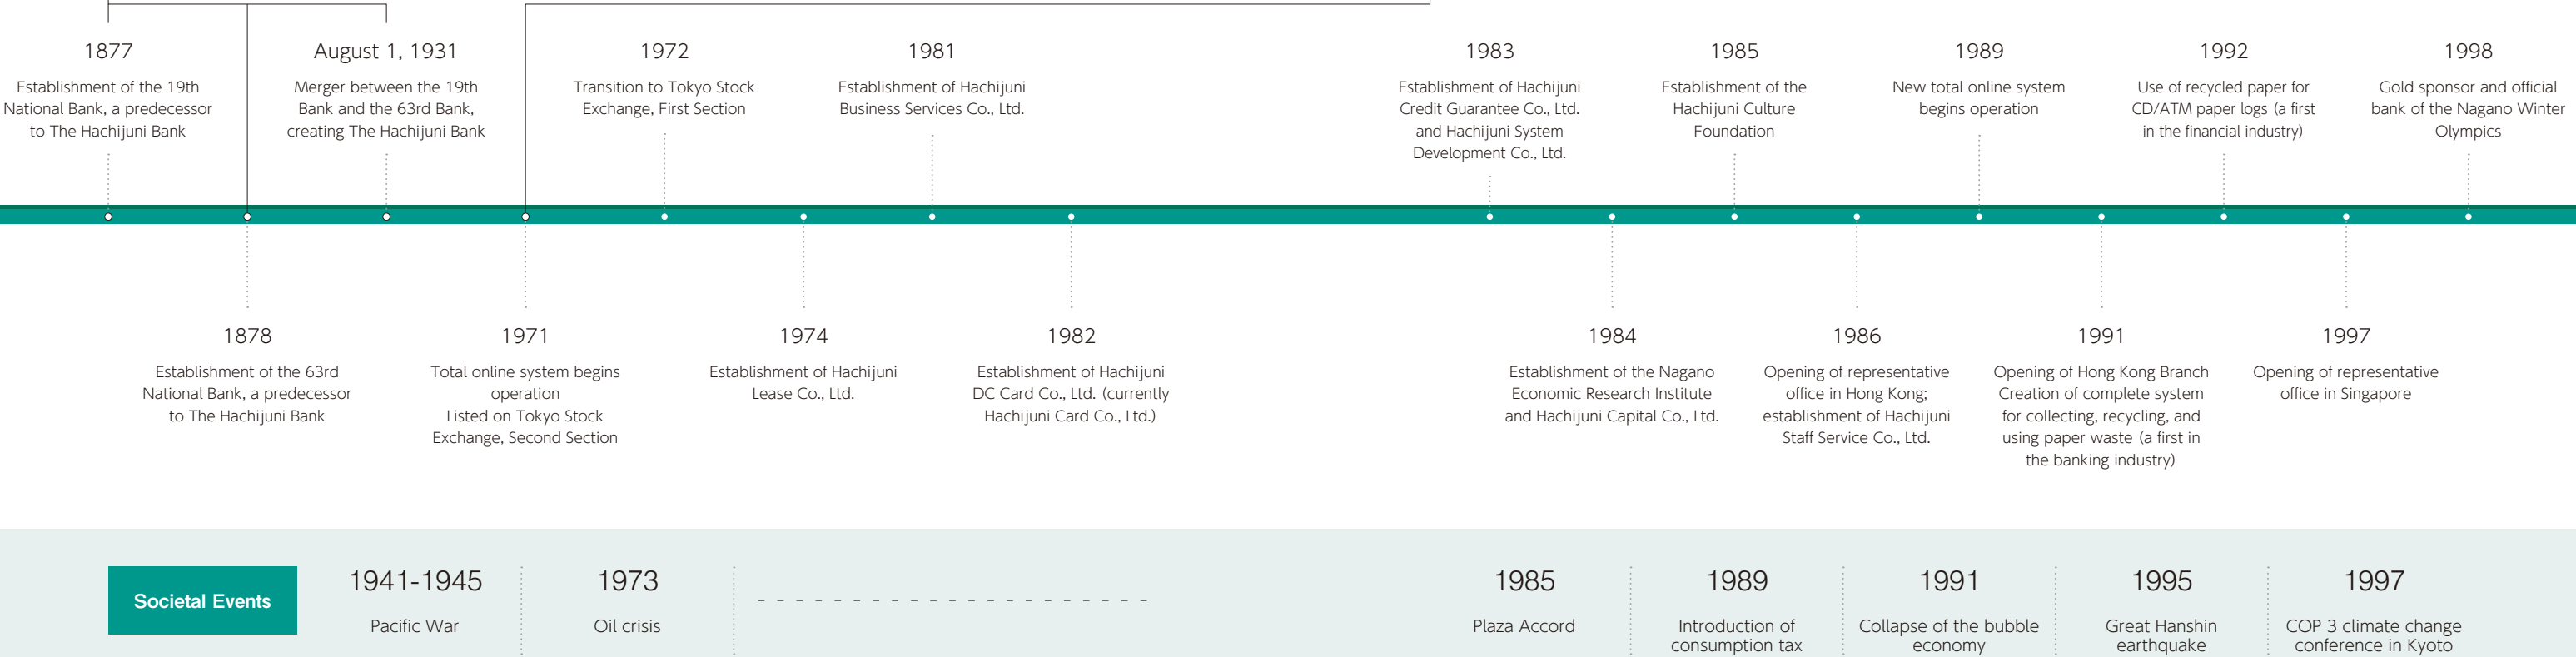 1877
Establishment of the 19th
National Bank, a predecessor
to The Hachijuni Bank
August 1, 1931
Merger between the 19th
Bank and the 63rd Bank,
creating The Hachijuni Bank
1972
Transition to Tokyo Stock
Exchange, First Section
1981
Establishment of Hachijuni
Business Services Co., Ltd.
1983
Establishment of Hachijuni
Credit Guarantee Co., Ltd.
and Hachijuni System
Development Co., Ltd.
1985
Establishment of the
Hachijuni Culture
Foundation
1989
New total online system
begins operation
1992
Use of recycled paper for
CD/ATM paper logs (a first
in the financial industry)
1998
Gold sponsor and official
bank of the Nagano Winter
Olympics
1878
Establishment of the 63rd
National Bank, a predecessor
to The Hachijuni Bank
1971
Total online system begins
operation
Listed on Tokyo Stock
Exchange, Second Section
1974
Establishment of Hachijuni
Lease Co., Ltd.
1982
Establishment of Hachijuni
DC Card Co., Ltd. (currently
Hachijuni Card Co., Ltd.)
1984
Establishment of the Nagano
Economic Research Institute
and Hachijuni Capital Co., Ltd.
1986
Opening of representative
office in Hong Kong;
establishment of Hachijuni
Staff Service Co., Ltd.
1991
Opening of Hong Kong Branch
Creation of complete system
for collecting, recycling, and
using paper waste (a first in
the banking industry)
1997
Opening of representative
office in Singapore
Societal Events
1941-1945
Pacific War
1973
Oil crisis
1985
Plaza Accord
1989
Introduction of
consumption tax
1991
Collapse of the bubble
economy
1995
Great Hanshin
earthquake
1997
COP 3 climate change
conference in Kyoto